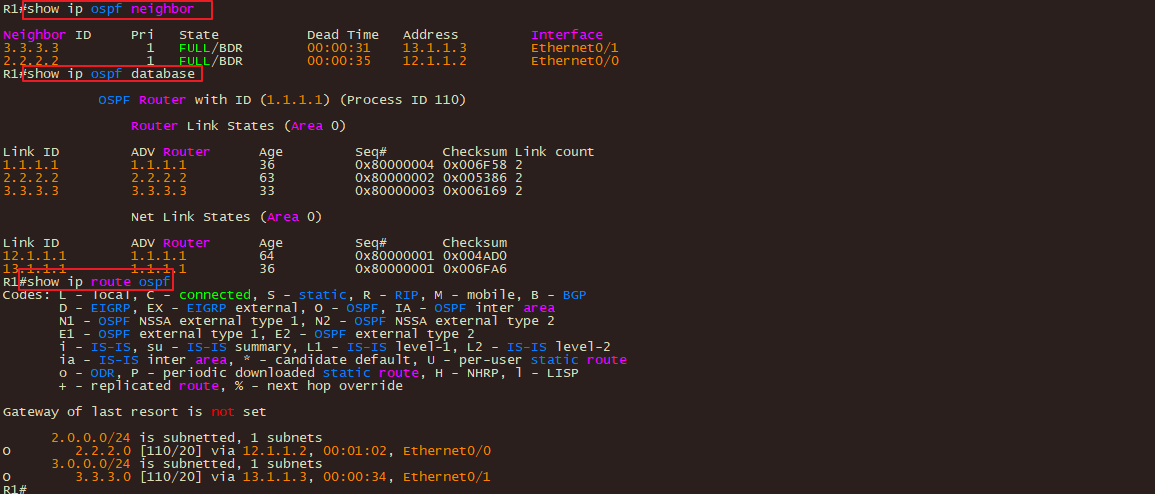 R1#show ip ospf neighbor
Neighbor ID     Pri   State           Dead Time   Address         Interface
3.3.3.3           1   FULL/BDR        00:00:31    13.1.1.3        Ethernet0/1
2.2.2.2           1   FULL/BDR        00:00:35    12.1.1.2        Ethernet0/0
R1#show ip ospf database
OSPF Router with ID (1.1.1.1) (Process ID 110)
Router Link States (Area 0)
Link ID         ADV Router      Age         Seq#       Checksum Link count
1.1.1.1         1.1.1.1         36          0x80000004 0x006F58 2
2.2.2.2         2.2.2.2         63          0x80000002 0x005386 2
3.3.3.3         3.3.3.3         33          0x80000003 0x006169 2
Net Link States (Area 0)
Link ID         ADV Router      Age         Seq#       Checksum
12.1.1.1        1.1.1.1         64          0x80000001 0x004AD0
13.1.1.1        1.1.1.1         36          0x80000001 0x006FA6
R1#show ip route ospf
Codes: L - local, C - connected, S - static, R - RIP, M - mobile, B - BGP
D - EIGRP, EX - EIGRP external, O - OSPF, IA - OSPF inter area
N1 - OSPF NSSA external type 1, N2 - OSPF NSSA external type 2
E1 - OSPF external type 1, E2 - OSPF external type 2
i - IS-IS, su - IS-IS summary, L1 - IS-IS level-1, L2 - IS-IS level-2
ia - IS-IS inter area, * - candidate default, U - per-user static route
o - ODR, P - periodic downloaded static route, H - NHRP, l - LISP
+ - replicated route, % - next hop override
Gateway of last resort is not set
2.0.0.0/24 is subnetted, 1 subnets
O        2.2.2.0 [110/20] via 12.1.1.2, 00:01:02, Ethernet0/0
3.0.0.0/24 is subnetted, 1 subnets
O        3.3.3.0 [110/20] via 13.1.1.3, 00:00:34, Ethernet0/1
R1#